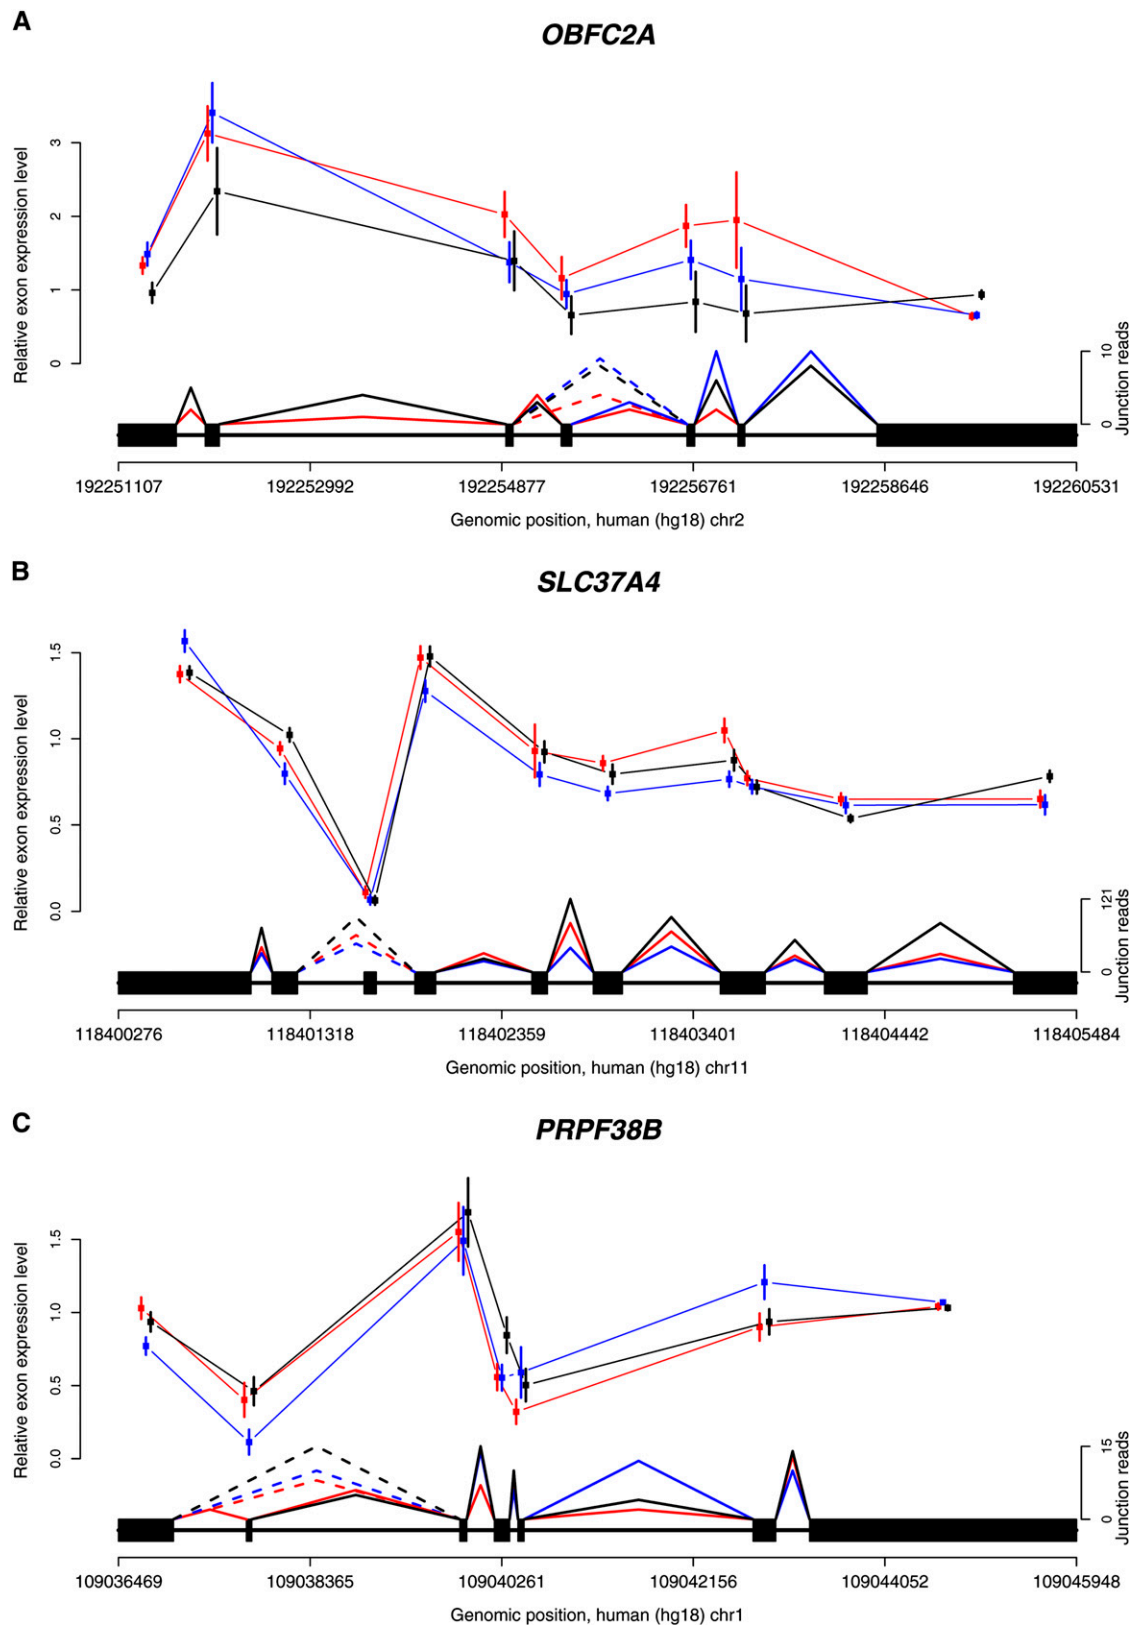 A
OBFC2A
Relative exon expression level
3
2
1
0
10
0
Junction reads
192251107 192252992 192254877 192256761 192258646 192260531
Genomic position, human (hg18) chr2
B
SLC37A4
Relative exon expression level
1.5
1.0
0.5
0.0
121
0
Junction reads
118400276 118401318 118402359 118403401 118404442 118405484
Genomic position, human (hg18) chr11
C
PRPF38B
Relative exon expression level
1.5
1.0
0.5
0.0
15
0
Junction reads
109036469 109038365 109040261 109042156 109044052 109045948
Genomic position, human (hg18) chr1